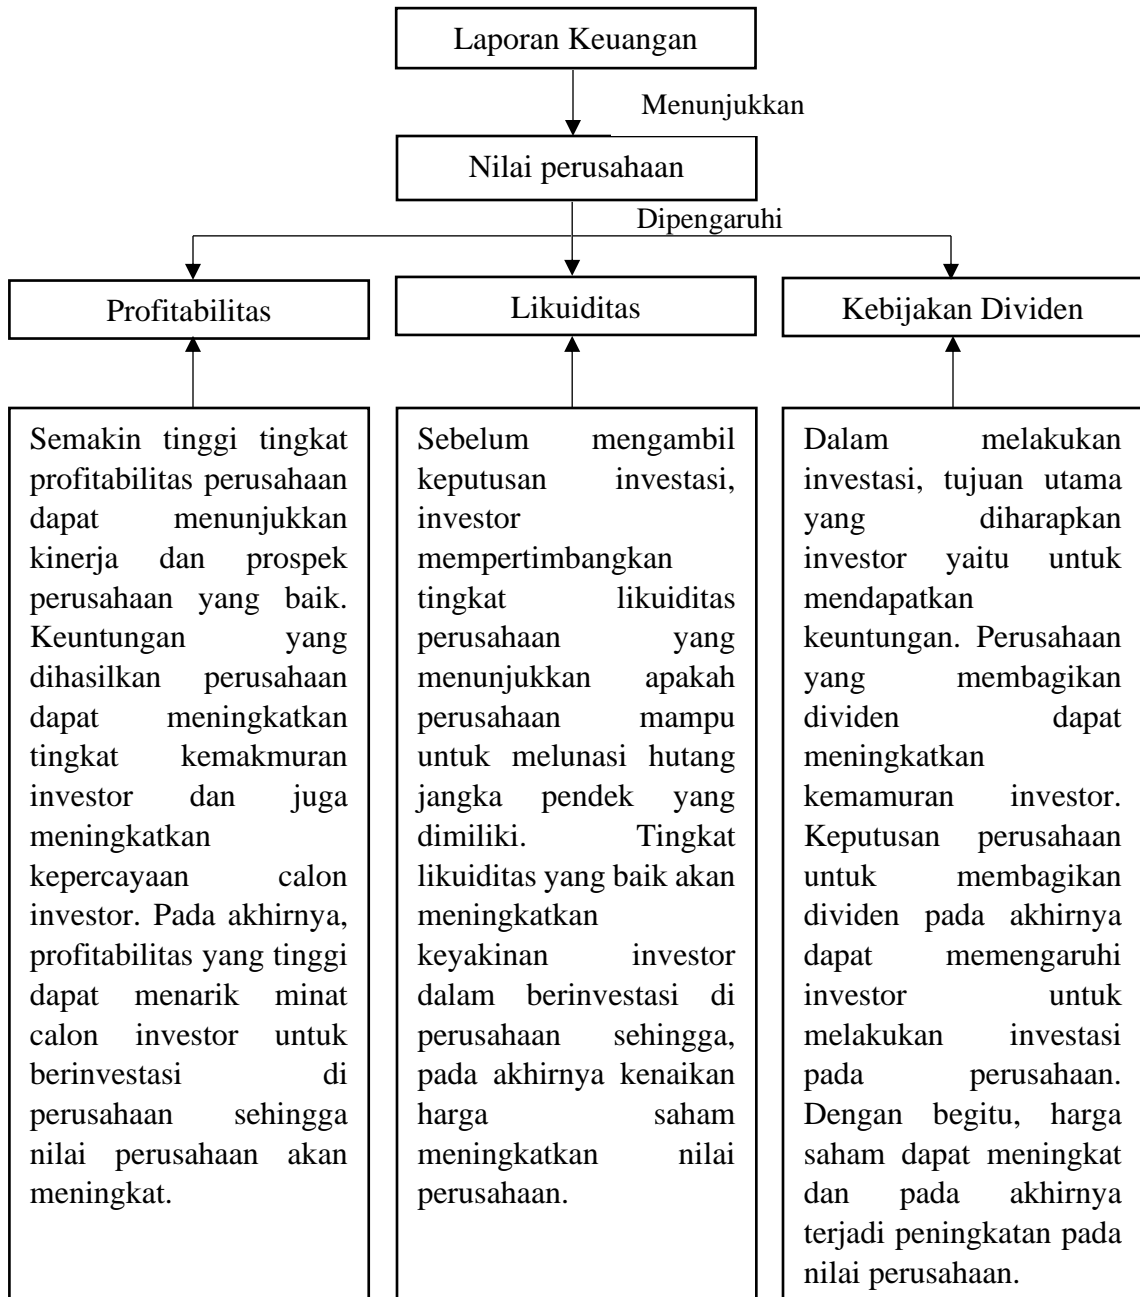 Laporan Keuangan
Menunjukkan
Nilai perusahaan
Dipengaruhi
Profitabilitas
Likuiditas
Kebijakan Dividen
Semakin tinggi tingkat
profitabilitas perusahaan
dapat menunjukkan
kinerja dan prospek
perusahaan yang baik.
Keuntungan yang
dihasilkan perusahaan
dapat meningkatkan
tingkat kemakmuran
investor dan juga
meningkatkan
kepercayaan calon
investor. Pada akhirnya,
profitabilitas yang tinggi
dapat menarik minat
calon investor untuk
berinvestasi di
perusahaan sehingga
nilai perusahaan akan
meningkat.
Sebelum mengambil
keputusan investasi,
investor
mempertimbangkan
tingkat likuiditas
perusahaan yang
menunjukkan apakah
perusahaan mampu
untuk melunasi hutang
jangka pendek yang
dimiliki. Tingkat
likuiditas yang baik akan
meningkatkan
keyakinan investor
dalam berinvestasi di
perusahaan sehingga,
pada akhirnya kenaikan
harga saham
meningkatkan nilai
perusahaan.
Dalam melakukan
investasi, tujuan utama
yang diharapkan
investor yaitu untuk
mendapatkan
keuntungan. Perusahaan
yang membagikan
dividen dapat
meningkatkan
kemamuran investor.
Keputusan perusahaan
untuk membagikan
dividen pada akhirnya
dapat memengaruhi
investor untuk
melakukan investasi
pada perusahaan.
Dengan begitu, harga
saham dapat meningkat
dan pada akhirnya
terjadi peningkatan pada
nilai perusahaan.